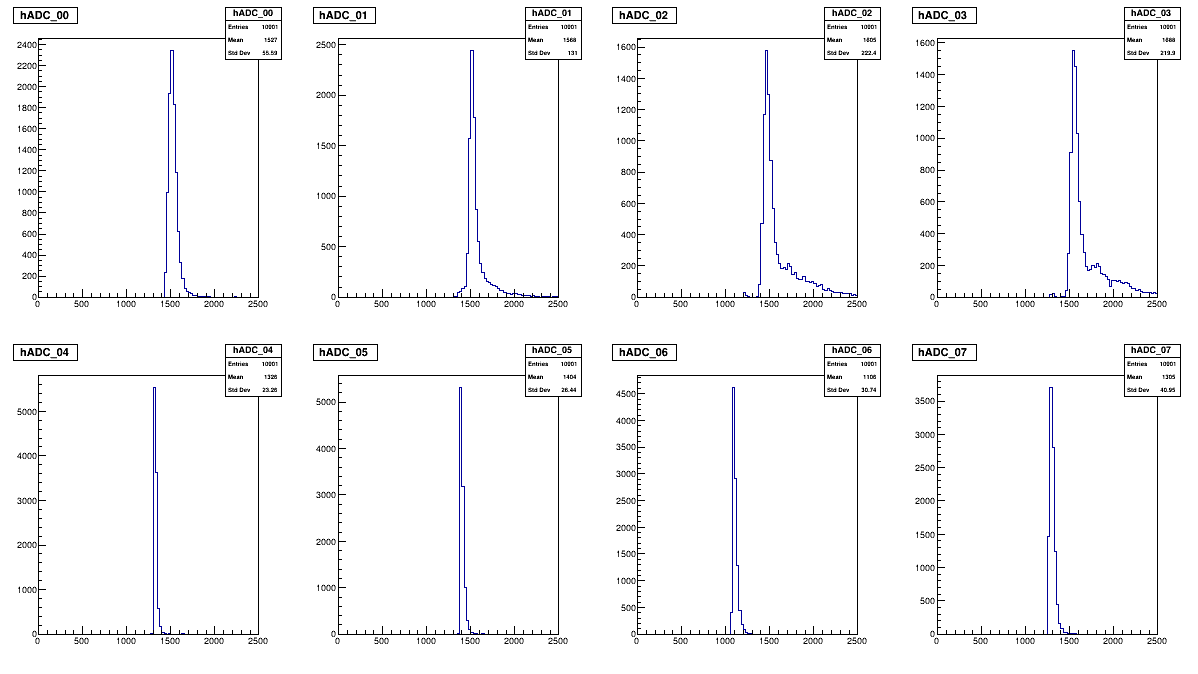 hADC_00
hADC_00
Entries 10001
Mean 1527
Std Dev 55.59
2400
2200
2000
1800
1600
1400
1200
1000
800
600
400
200
0
0 500 1000 1500 2000 2500
hADC_01
hADC_01
Entries 10001
Mean 1568
Std Dev 131
2500
2000
1500
1000
500
0
0 500 1000 1500 2000 2500
hADC_02
hADC_02
Entries 10001
Mean 1605
Std Dev 222.4
1600
1400
1200
1000
800
600
400
200
0
0 500 1000 1500 2000 2500
hADC_03
hADC_03
Entries 10001
Mean 1688
Std Dev 219.9
1600
1400
1200
1000
800
600
400
200
0
0 500 1000 1500 2000 2500
hADC_04
hADC_04
Entries 10001
Mean 1326
Std Dev 23.26
5000
4000
3000
2000
1000
0
0 500 1000 1500 2000 2500
hADC_05
hADC_05
Entries 10001
Mean 1404
Std Dev 26.44
5000
4000
3000
2000
1000
0
0 500 1000 1500 2000 2500
hADC_06
hADC_06
Entries 10001
Mean 1106
Std Dev 30.74
4500
4000
3500
3000
2500
2000
1500
1000
500
0
0 500 1000 1500 2000 2500
hADC_07
hADC_07
Entries 10001
Mean 1305
Std Dev 40.95
3500
3000
2500
2000
1500
1000
500
0
0 500 1000 1500 2000 2500